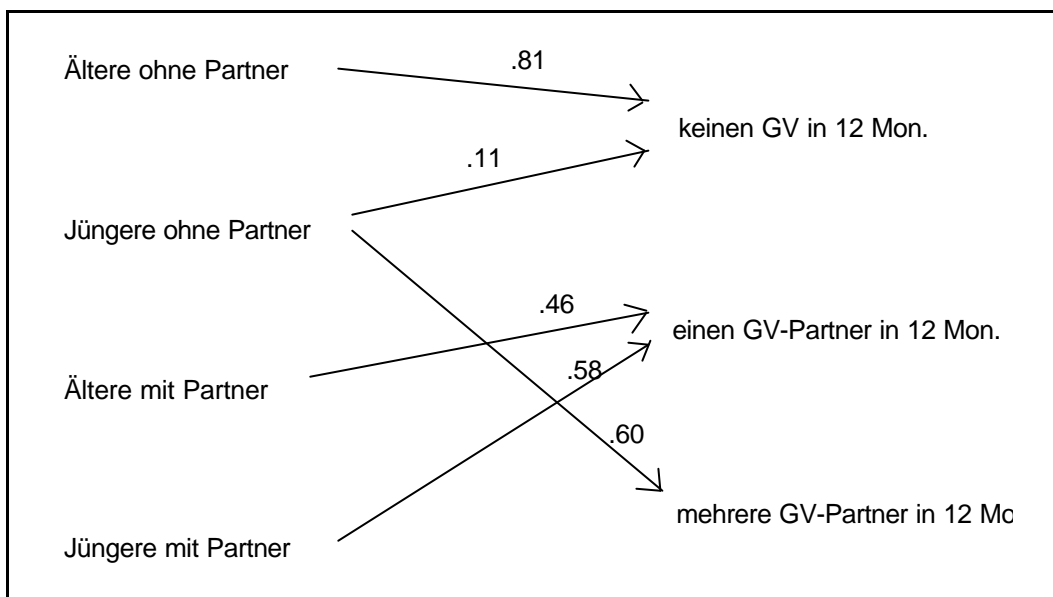 Ältere ohne Partner
.81
keinen GV in 12 Mon.
.11
Jüngere ohne Partner
.46
einen GV-Partner in 12 Mon.
.58
Ältere mit Partner
.60
mehrere GV-Partner in 12 Mo
Jüngere mit Partner